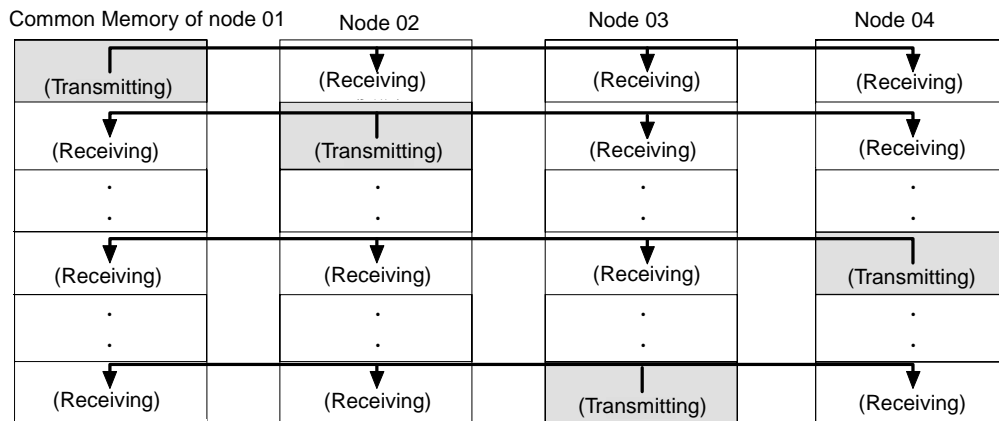 Common Memory of node 01 Node 02 Node 03 Node 04
(Transmitting) (Receiving) (Receiving) (Receiving)
(Receiving) (Transmitting) (Receiving) (Receiving)
. . . .
. . . .
(Receiving) (Receiving) (Receiving) (Transmitting)
. . . .
. . . .
(Receiving) (Receiving) (Transmitting) (Receiving)